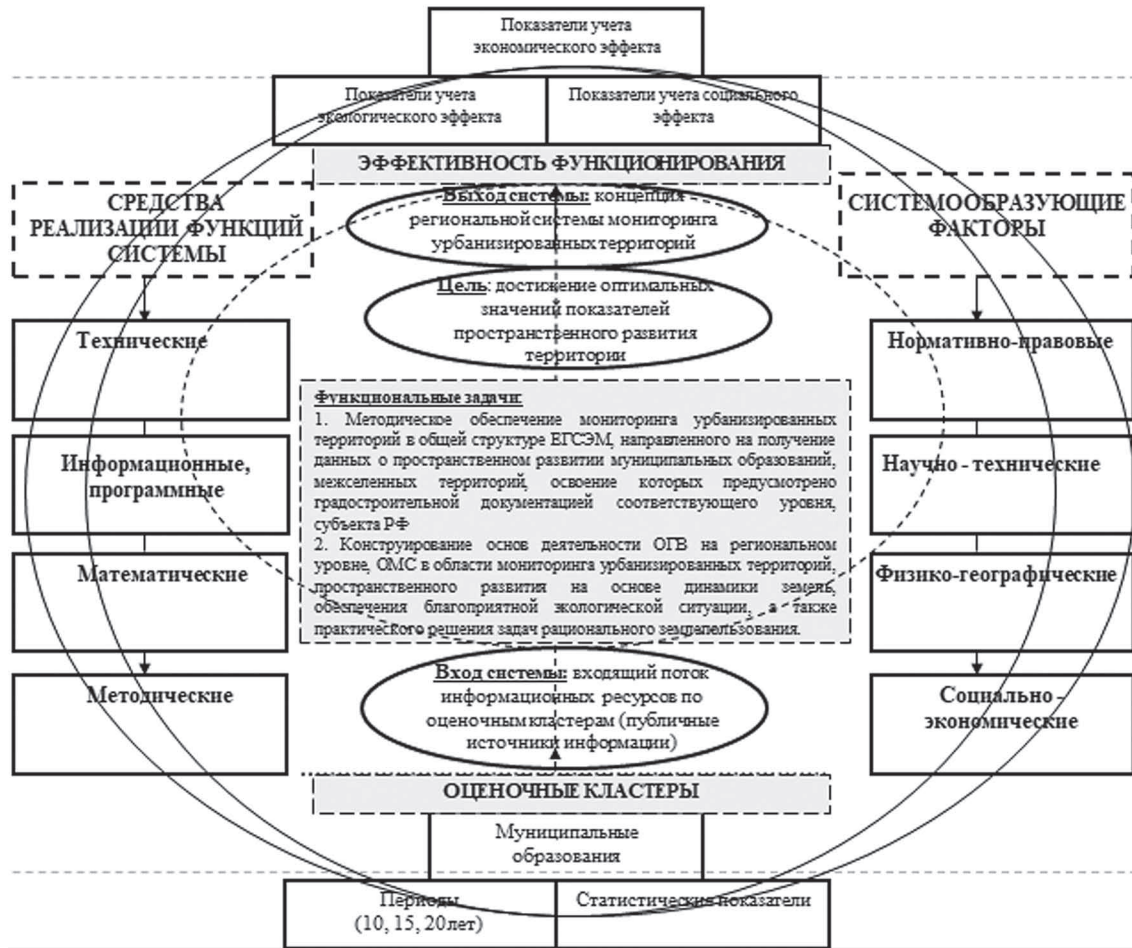 Показатели учета
экономического эффекта
Показатели учета
экологического эффекта
Показатели учета социального
эффекта
ЭФФЕКТИВНОСТЬ ФУНКЦИОНИРОВАНИЯ
СРЕДСТВА
РЕАЛИЗАЦИИ ФУНКЦИЙ
СИСТЕМЫ
Выход системы: концепция
региональной системы мониторинга
урбанизированных территорий
СИСТЕМООБРАЗУЮЩИЕ
ФАКТОРЫ
Цель: достижение оптимальных
значений показателей
пространственного развития
территории
Технические
Информационные,
программные
Математические
Методические
Функциональные задачи:
1. Методическое обеспечение мониторинга урбанизированных
территорий в общей структуре ЕГСЭМ, направленного на получение
данных о пространственном развитии муниципальных образований,
межселенных территорий, освоение которых предусмотрено
градостроительной документацией соответствующего уровня,
субъекта РФ
2. Конструирование основ деятельности ОГВ на региональном
уровне, ОМС в области мониторинга урбанизированных территорий,
пространственного развития на основе динамики земель,
обеспечения благоприятной экологической ситуации, а также
практического решения задач рационального землепользования.
Нормативно-правовые
Научно - технические
Физико-географические
Социально -
экономические
Вход системы: входящий поток
информационных ресурсов по
оценочным кластерам (публичные
источники информации)
ОЦЕНОЧНЫЕ КЛАСТЕРЫ
Муниципальные
образования
Периоды
(10, 15, 20 лет)
Статистические показатели